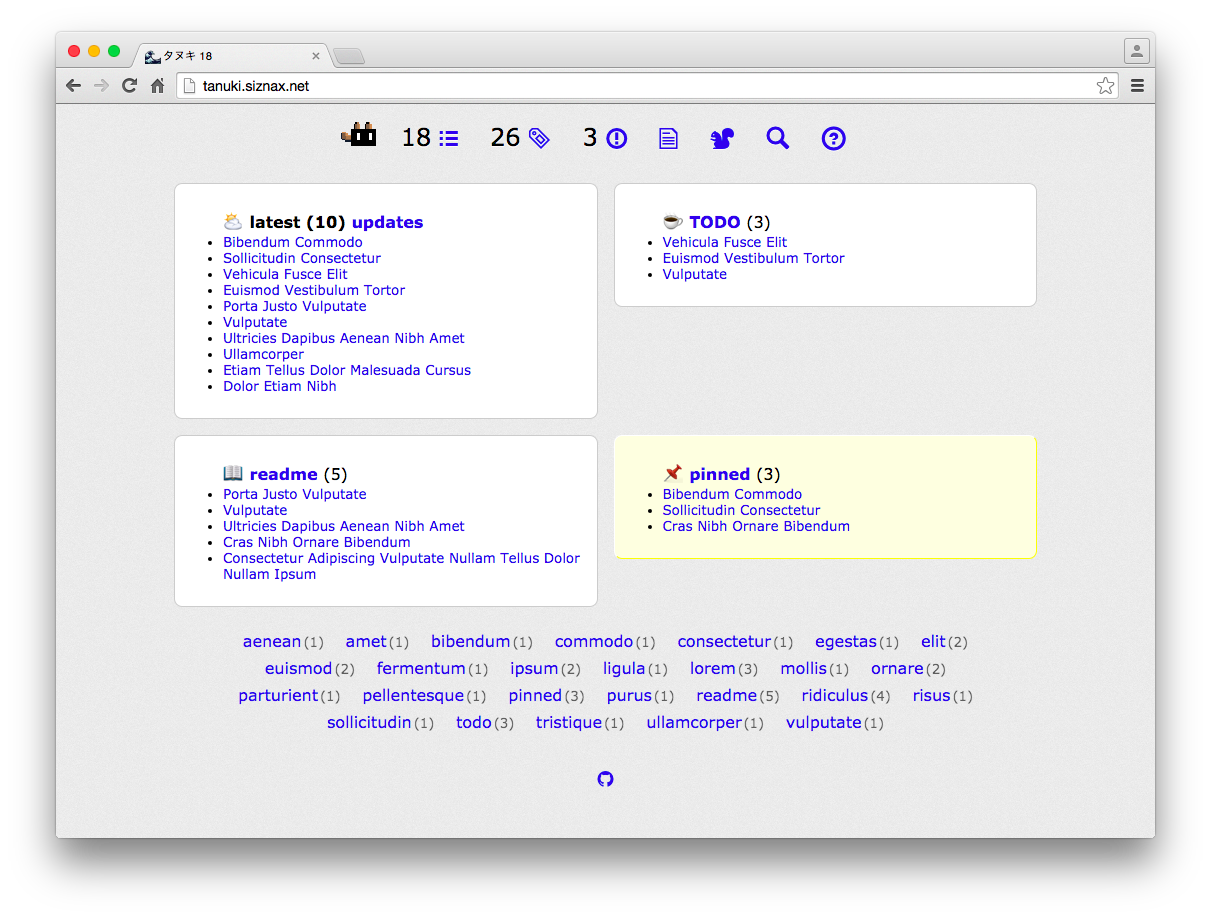 タヌキ 18
tanuki.siznax.net
18 26 3
latest (10) updates
Bibendum Commodo
Sollicitudin Consectetur
Vehicula Fusce Elit
Euismod Vestibulum Tortor
Porta Justo Vulputate
Vulputate
Ultricies Dapibus Aenean Nibh Amet
Ullamcorper
Etiam Tellus Dolor Malesuada Cursus
Dolor Etiam Nibh
TODO (3)
Vehicula Fusce Elit
Euismod Vestibulum Tortor
Vulputate
readme (5)
Porta Justo Vulputate
Vulputate
Ultricies Dapibus Aenean Nibh Amet
Cras Nibh Ornare Bibendum
Consectetur Adipiscing Vulputate Nullam Tellus Dolor
Nullam Ipsum
pinned (3)
Bibendum Commodo
Sollicitudin Consectetur
Cras Nibh Ornare Bibendum
aenean(1) amet(1) bibendum(1) commodo(1) consectetur(1) egestas(1) elit(2)
euismod(2) fermentum(1) ipsum(2) ligula(1) lorem(3) mollis(1) ornare(2)
parturient(1) pellentesque(1) pinned(3) purus(1) readme(5) ridiculus(4) risus(1)
sollicitudin(1) todo(3) tristique(1) ullamcorper(1) vulputate(1)